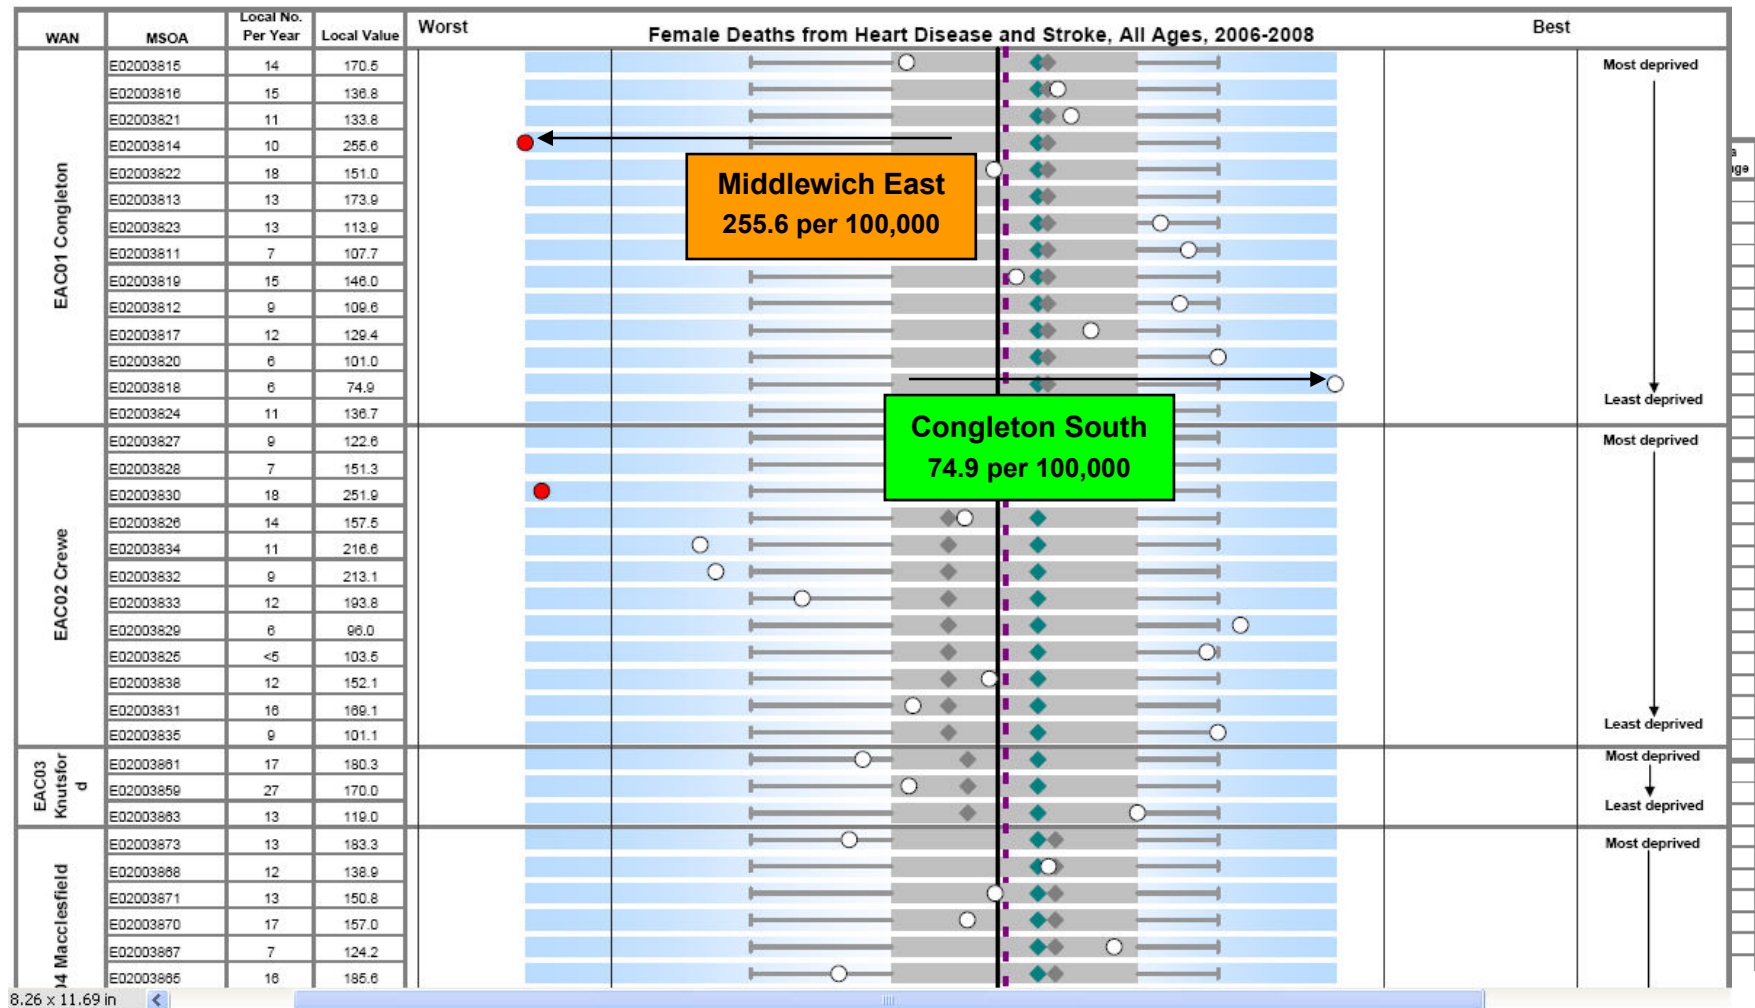 WAN MSOA Local No. Per Year Local Value Worst Female Deaths from Heart Disease and Stroke, All Ages, 2006-2008 Best
EAC01 Congleton
E02003815 14 170.5 Most deprived
E02003816 15 136.8
E02003821 11 133.8
E02003814 10 255.6
E02003822 18 151.0
E02003813 13 173.9
E02003823 13 113.9
E02003811 7 107.7
E02003819 15 146.0
E02003812 9 109.6
E02003817 12 129.4
E02003820 6 101.0
E02003818 6 74.9
Least deprived
E02003824 11 136.7
Middlewich East
255.6 per 100,000
Congleton South
74.9 per 100,000
EAC02 Crewe
E02003827 9 122.6 Most deprived
E02003828 7 151.3
E02003830 18 251.9
E02003826 14 157.5
E02003834 11 216.6
E02003832 9 213.1
E02003833 12 193.8
E02003829 6 96.0
E02003825 <5 103.5
E02003838 12 152.1
E02003831 16 169.1
Least deprived
E02003835 9 101.1
EAC03
Knutsfor
d
E02003861 17 180.3 Most deprived
E02003859 27 170.0
E02003863 13 119.0 Least deprived
04 Macclesfield
E02003873 13 183.3 Most deprived
E02003868 12 138.9
E02003871 13 150.8
E02003870 17 157.0
E02003867 7 124.2
E02003865 16 185.6
8.26 x 11.69 in